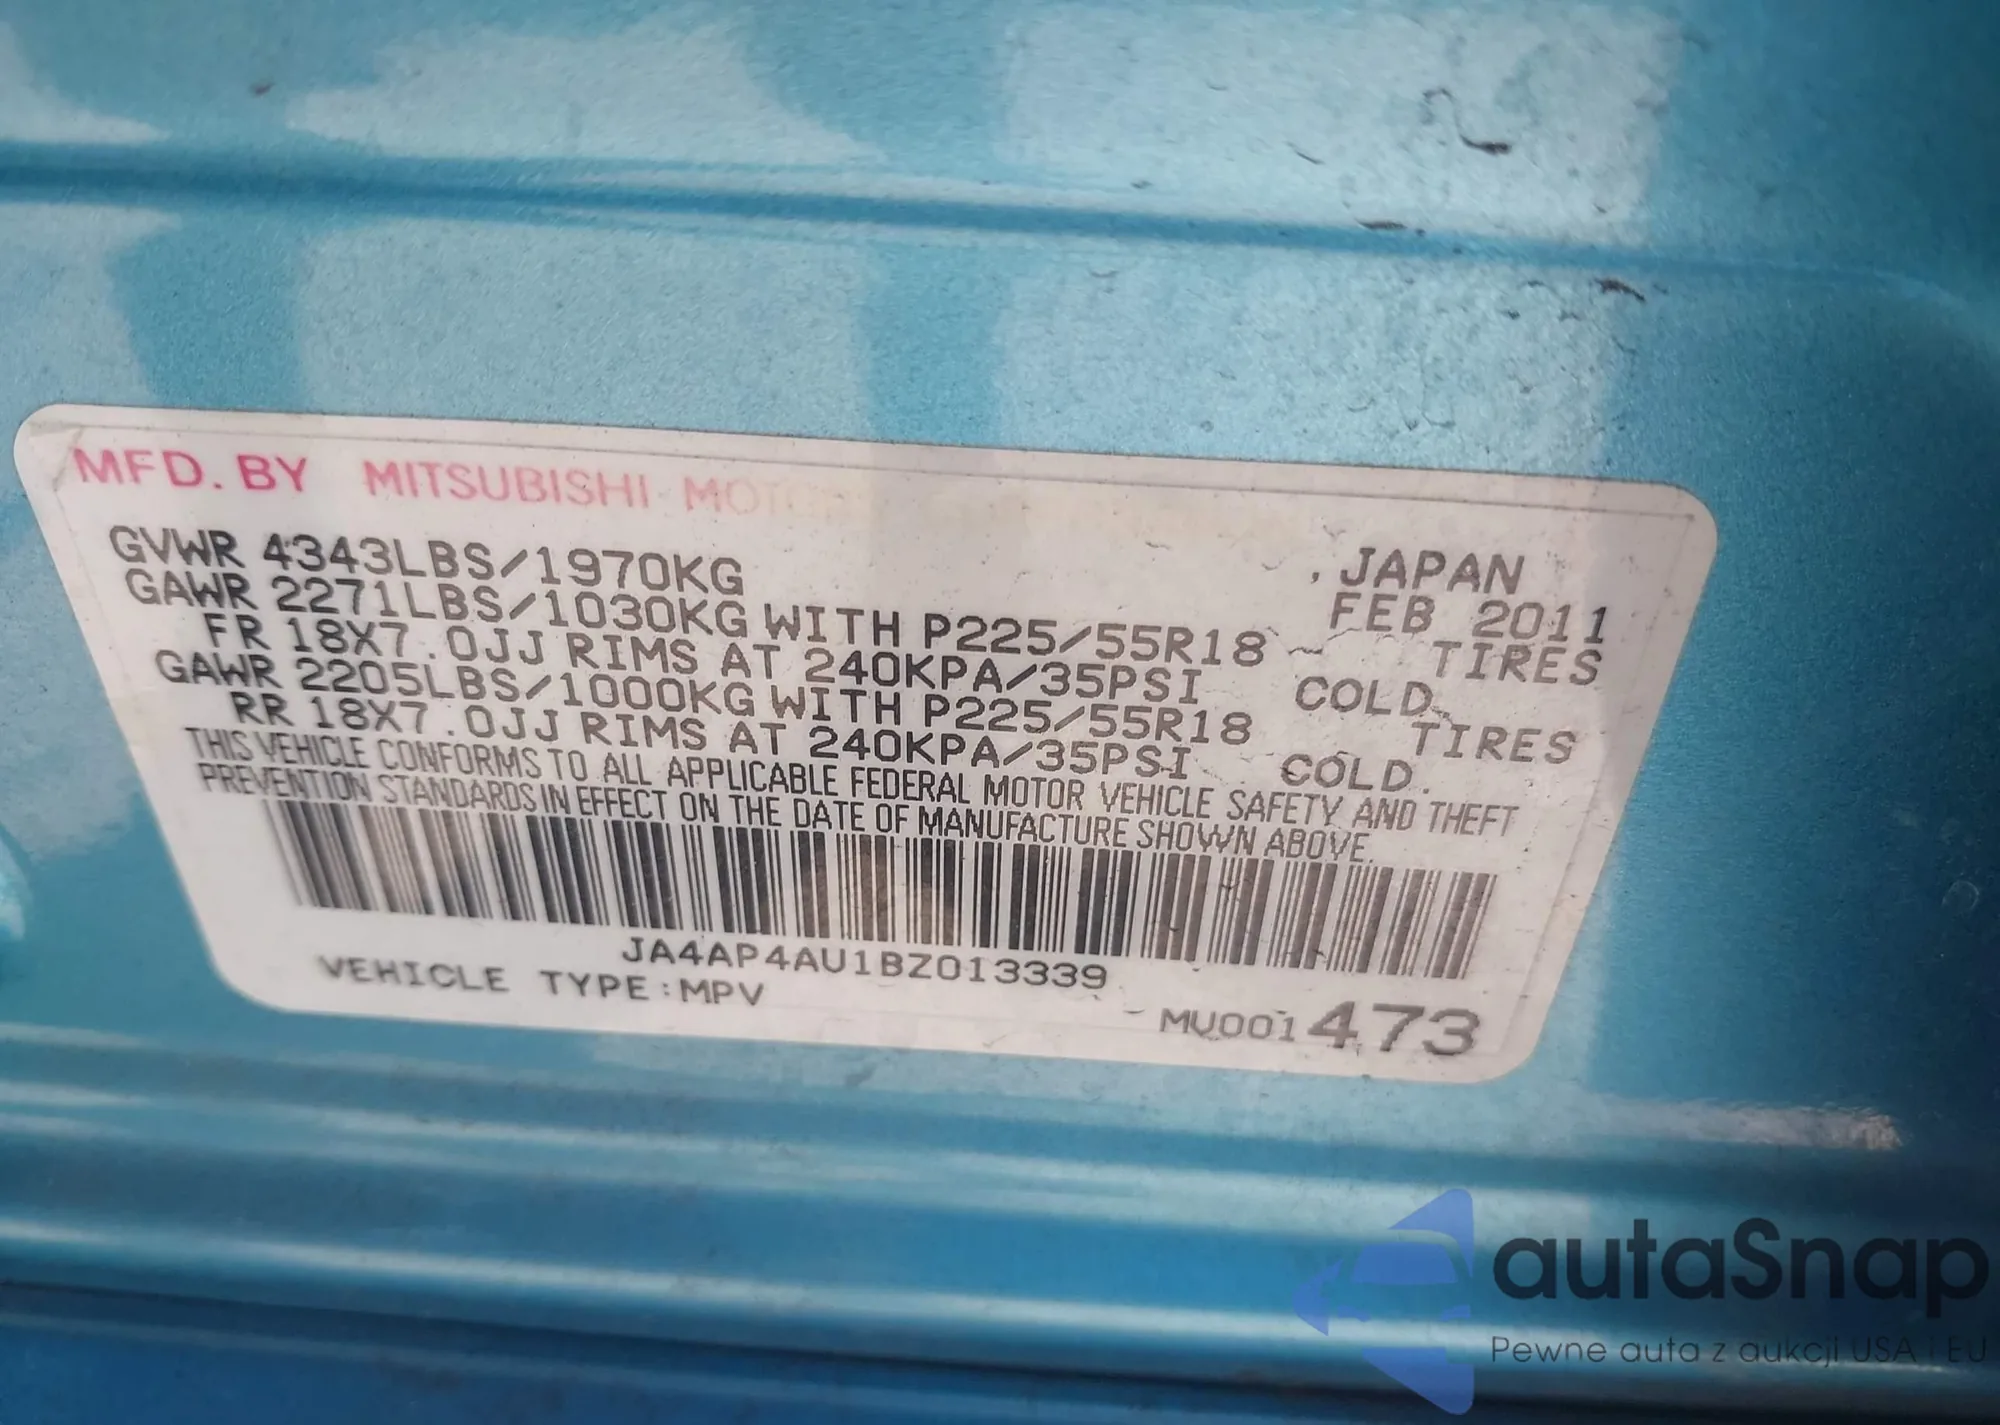 MFD. BY MITSUBISHI MOTOR
GVWR 4343LBS/1970KG , JAPAN
GAWR 2271LBS/1030KG WITH P225/55R18 FEB 2011
FR 18X7.0JJ RIMS AT 240KPA/35PSI TIRES
GAWR 2205LBS/1000KG WITH P225/55R18 COLD.
RR 18X7.0JJ RIMS AT 240KPA/35PSI TIRES
COLD.
THIS VEHICLE CONFORMS TO ALL APPLICABLE FEDERAL MOTOR VEHICLE SAFETY AND THEFT
PREVENTION STANDARDS IN EFFECT ON THE DATE OF MANUFACTURE SHOWN ABOVE.
JA4AP4AU1BZ013339
VEHICLE TYPE:MPV
MU001473
autaSnap
Pewne auta z aukcji USA i EU